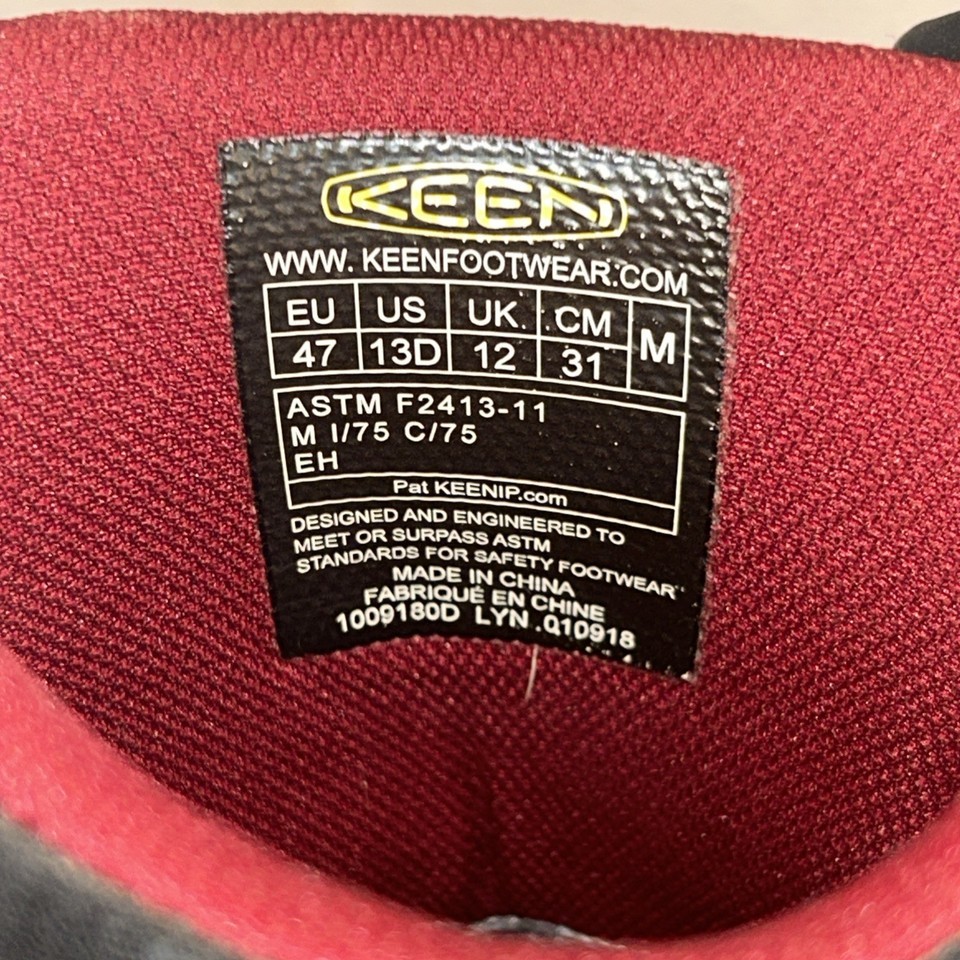 KEEN
WWW. KEENFOOTWEAR.COM
EU US UK CM M
47 13D 12 31
ASTM F2413-11
M I/75 C/75
EH
Pat KEENIP.com
DESIGNED AND ENGINEERED TO
MEET OR SURPASS ASTM
STANDARDS FOR SAFETY FOOTWEAR"
MADE IN CHINA
FABRIQUÉ EN CHINE
1009180D LYN .010918